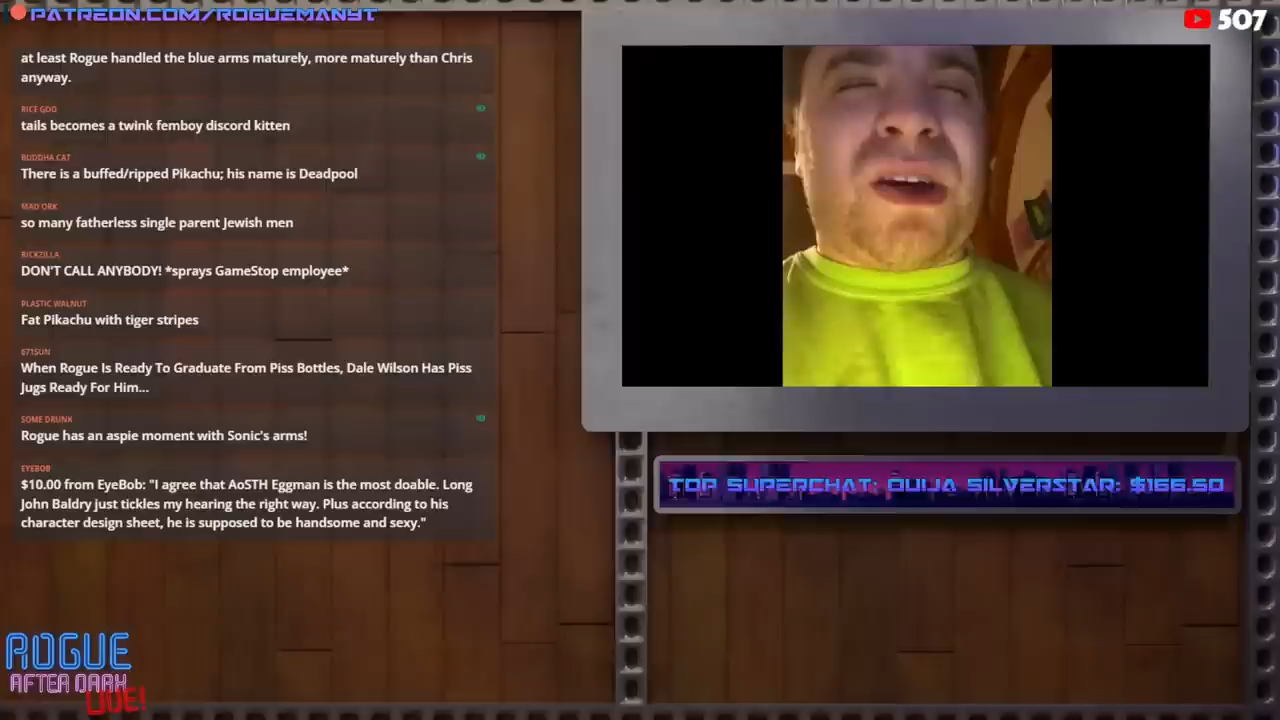 PATREON.COM/ROGUEMANYT
507
at least Rogue handled the blue arms maturely, more maturely than Chris
anyway.
RICE GOD
tails becomes a twink femboy discord kitten
BUDDHA CAT
There is a buffed/ripped Pikachu; his name is Deadpool
MAD ORK
so many fatherless single parent Jewish men
RICKZILLA
DON'T CALL ANYBODY! *sprays GameStop employee*
PLASTIC WALNUT
Fat Pikachu with tiger stripes
671SUN
When Rogue Is Ready To Graduate From Piss Bottles, Dale Wilson Has Piss
Jugs Ready For Him...
SOME DRUNK
Rogue has an aspie moment with Sonic's arms!
EYEBOB
$10.00 from EyeBob: "I agree that AoSTH Eggman is the most doable. Long
John Baldry just tickles my hearing the right way. Plus according to his
character design sheet, he is supposed to be handsome and sexy."
TOP SUPERCHAT: OUIJA SILVERSTAR: $166.50
ROGUE
AFTER DARK
LIVE!